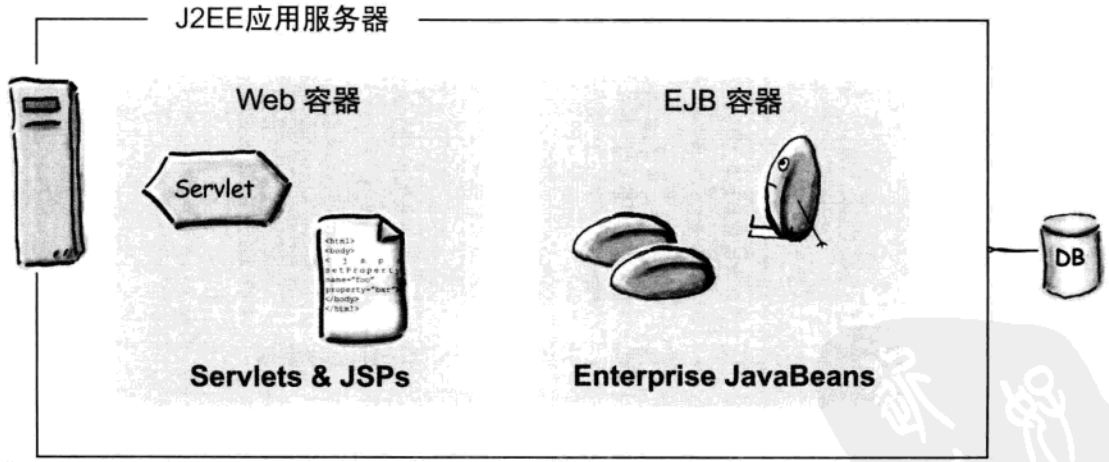 J2EE应用服务器
Web 容器
EJB 容器
Servlet
<html>
<body>
< j s p
setProperty
name="foo"
property="bar">
</body>
</html>
DB
Servlets & JSPs
Enterprise JavaBeans